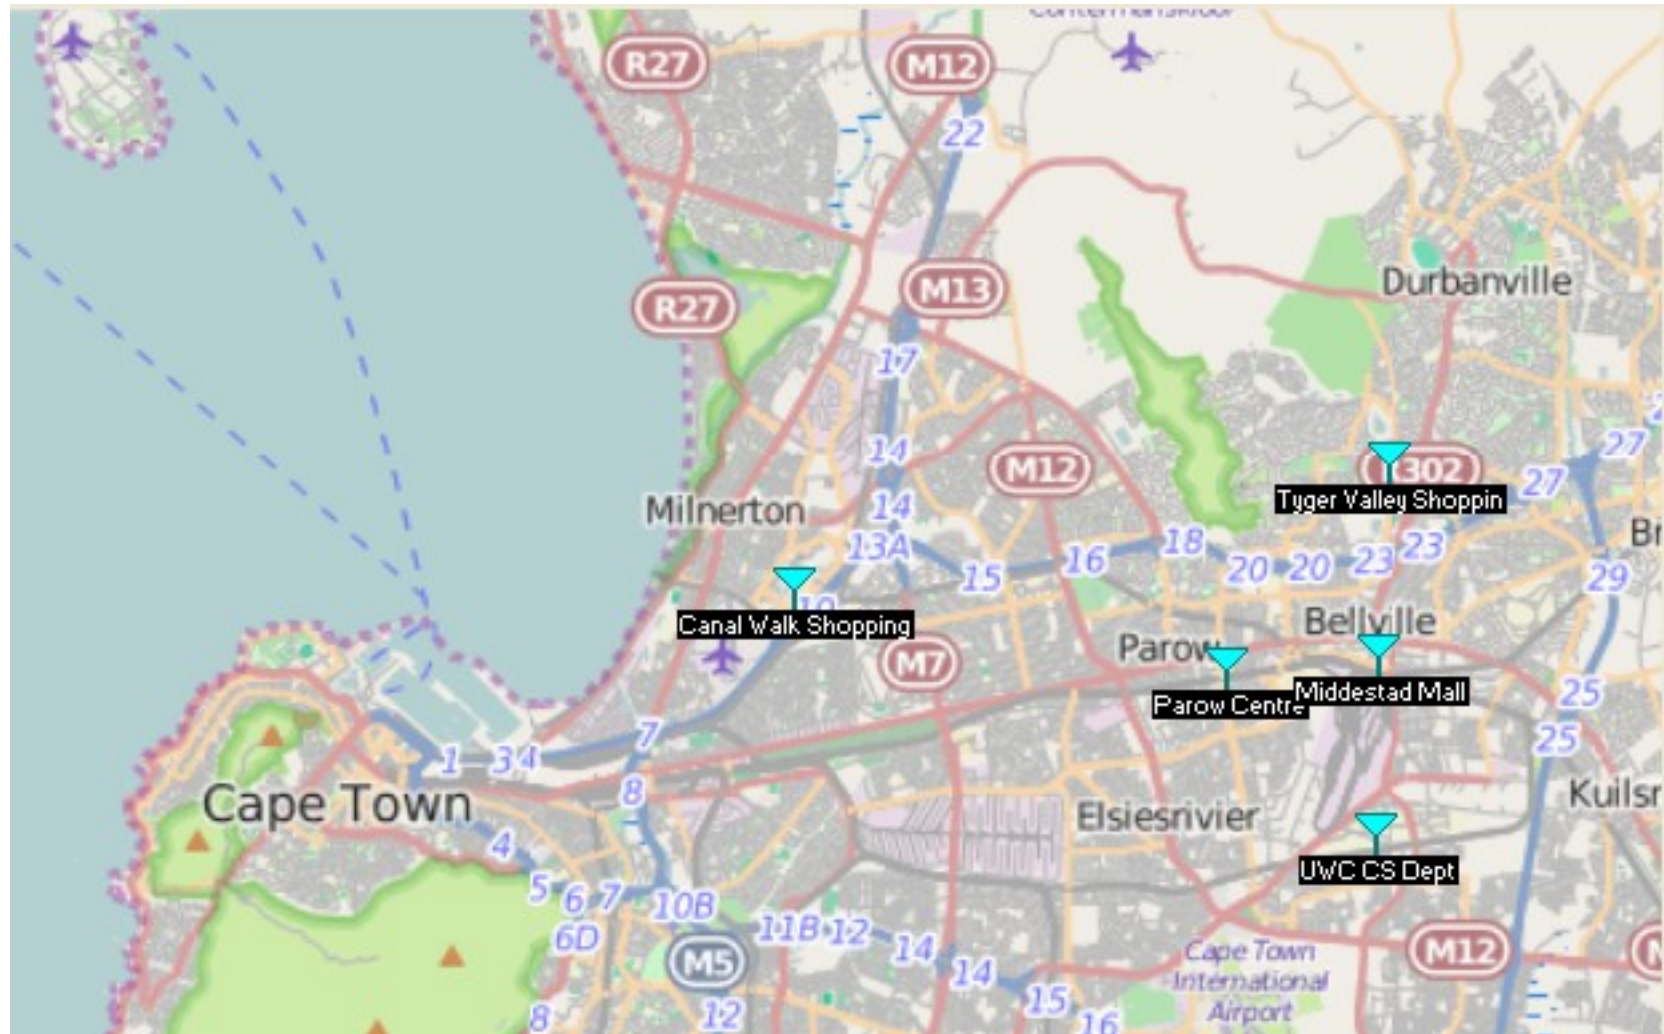 Contermanskloof
R27
M12
22
Durbanville
M13
R27
17
14
M12
R302
27
27
Tyger Valley Shoppin
Milnerton
14
13A
15
16
18
20
20
23
23
29
10
Canal Walk Shopping
Bellville
Parow
M7
Parow Centre
Middestad Mall
25
25
7
1
3
4
8
Cape Town
Elsiesrivier
Kuilsr
4
5
6
7
10B
6D
UWC CS Dept
11B
12
14
14
M5
M12
Cape Town
International
Airport
15
16
8
12